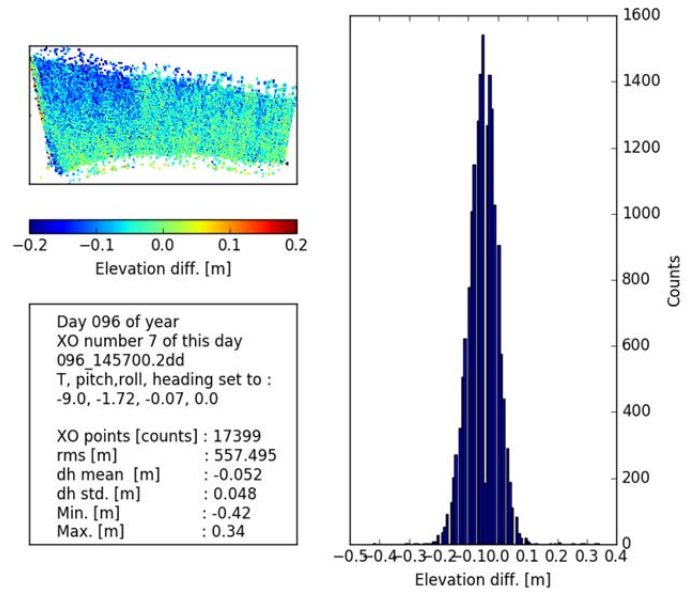 −0.2 −0.1 0.0 0.1 0.2
Elevation diff. [m]
Day 096 of year
XO number 7 of this day
096_145700.2dd
T, pitch,roll, heading set to :
-9.0, -1.72, -0.07, 0.0
XO points [counts] : 17399
rms [m] : 557.495
dh mean [m] : -0.052
dh std. [m] : 0.048
Min. [m] : -0.42
Max. [m] : 0.34
1600
1400
1200
1000
800
600
400
200
0
Counts
−0.5−0.4−0.3−0.2−0.10.0 0.1 0.2 0.3 0.4
Elevation diff. [m]